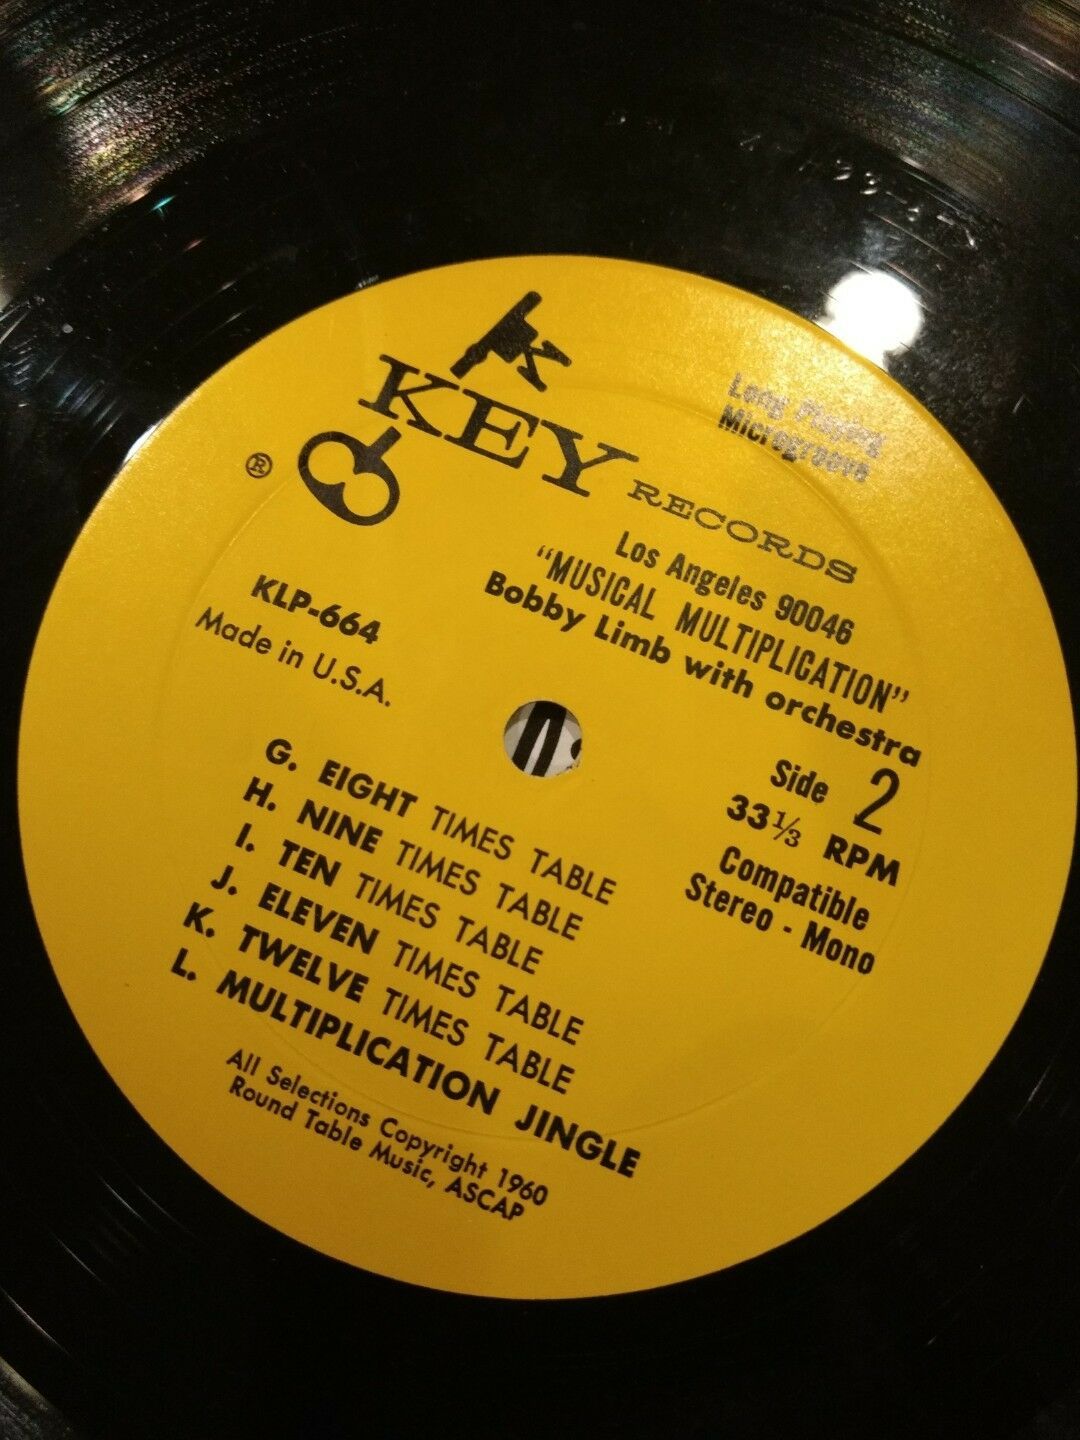 KEY RECORDS
®
Long Playing
Microgroove
Los Angeles 90046
"MUSICAL MULTIPLICATION"
Bobby Limb with orchestra
KLP-664
Made in U.S.A.
Side 2
33⅓ RPM
Compatible
Stereo - Mono
G. EIGHT TIMES TABLE
H. NINE TIMES TABLE
I. TEN TIMES TABLE
J. ELEVEN TIMES TABLE
K. TWELVE TIMES TABLE
L. MULTIPLICATION JINGLE
All Selections Copyright 1960
Round Table Music, ASCAP